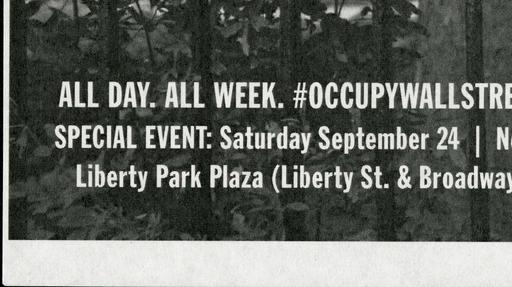 ALL DAY. ALL WEEK. #OCCUPYWALLSTRE
SPECIAL EVENT: Saturday September 24 |
Liberty Park Plaza (Liberty St. & Broadway